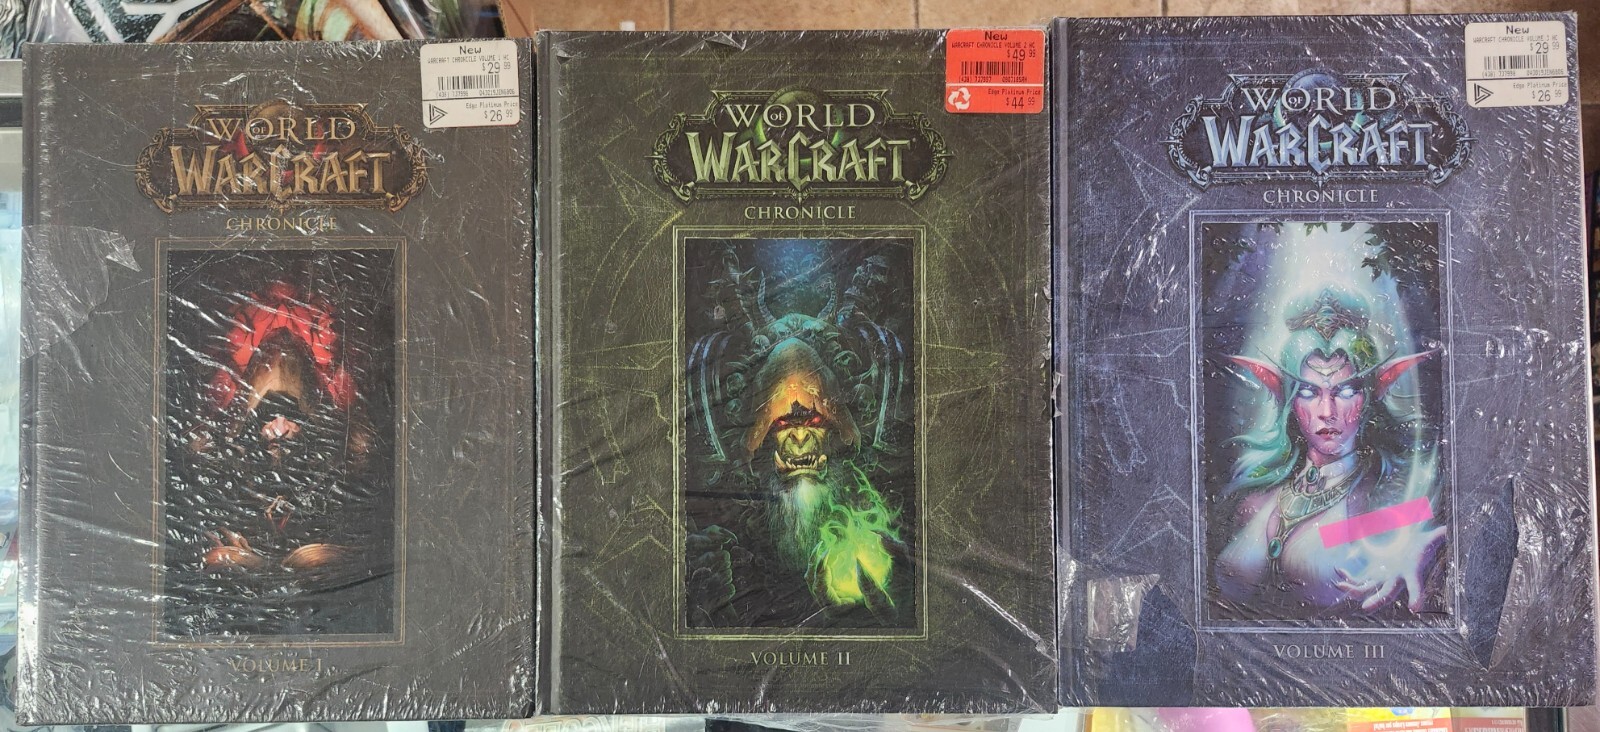 New
$29.99
WARCRAFT CHRONICLE VOLUME 1 HC
Edge Platinum Price
$26.99
WORLD
OF
WARCRAFT
CHRONICLE
VOLUME I
New
WARCRAFT CHRONICLE VOLUME 2 HC
$49.99
Edge Platinum Price
$44.99
WORLD
OF
WARCRAFT
CHRONICLE
VOLUME II
New
WARCRAFT CHRONICLE VOLUME 3 HC
$29.99
Edge Platinum Price
$26.99
WORLD
OF
WARCRAFT
CHRONICLE
VOLUME III